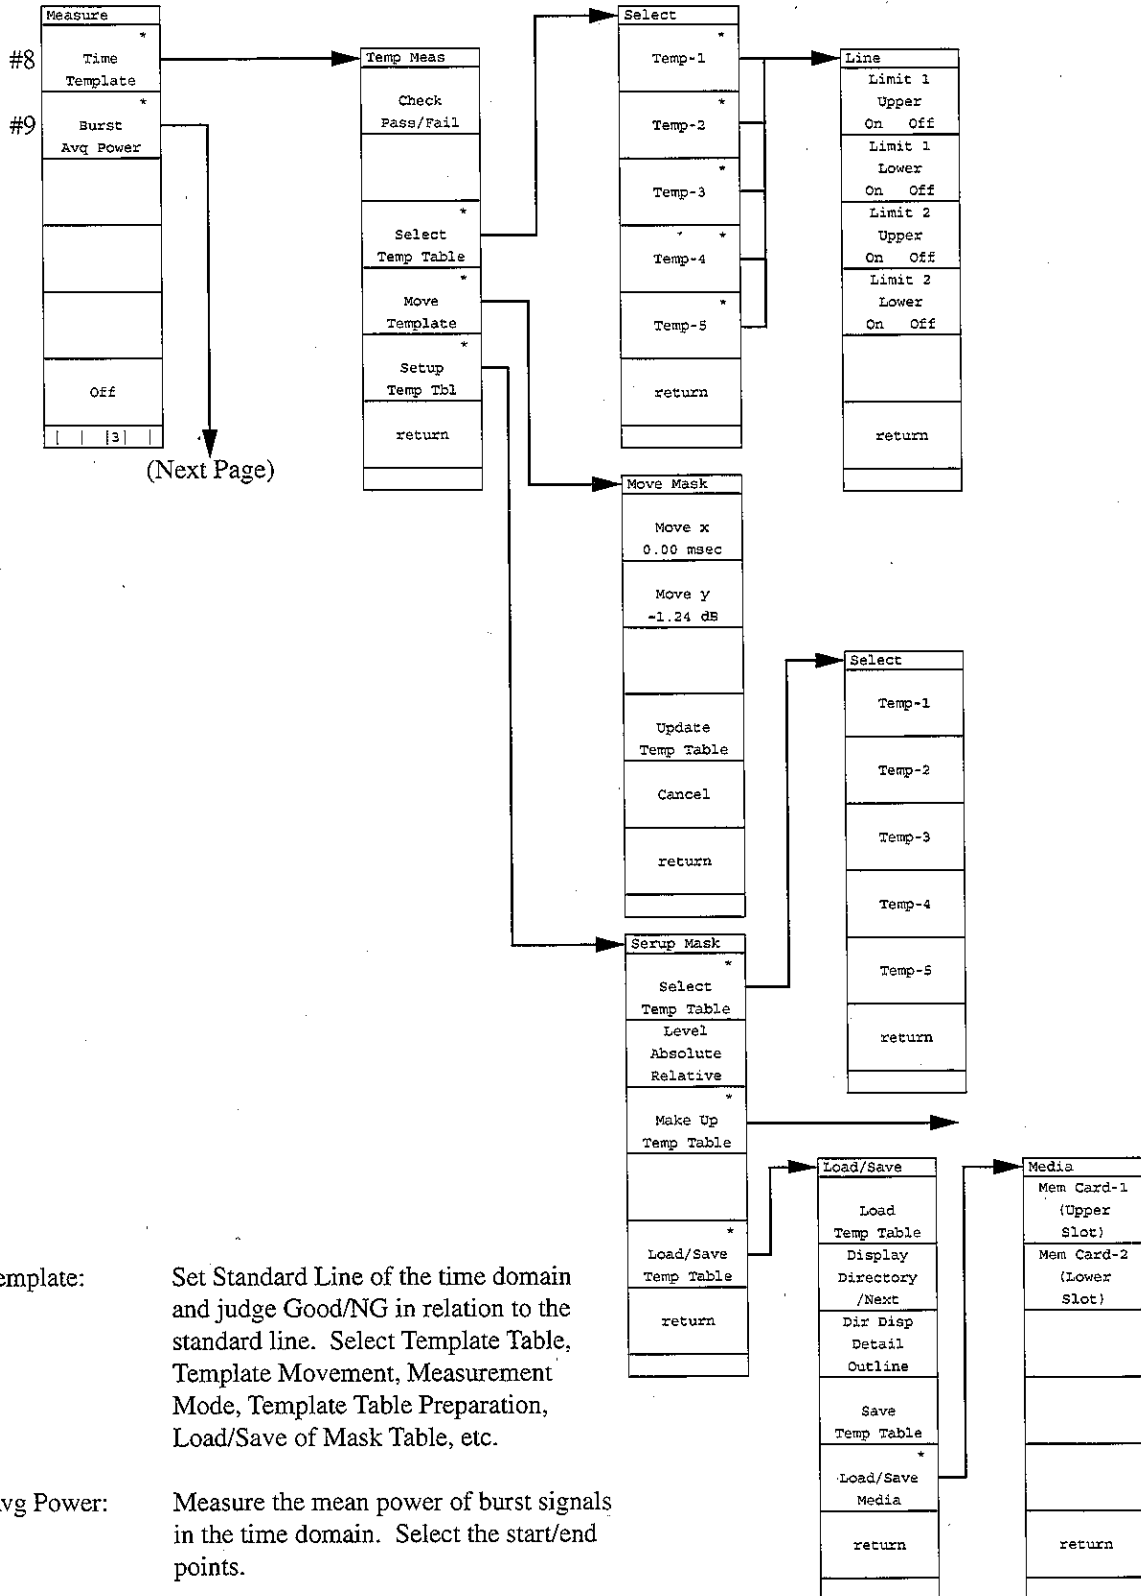 Measure
*
#8
Time
Template
*
#9
Burst
Avq Power
Off
[ | |3| |
(Next Page)
Temp Meas
Check
Pass/Fail
*
Select
Temp Table
*
Move
Template
*
Setup
Temp Tbl
return
Select
*
Temp-1
*
Temp-2
*
Temp-3
*
Temp-4
*
Temp-5
return
Line
Limit 1
Upper
On Off
Limit 1
Lower
On Off
Limit 2
Upper
On Off
Limit 2
Lower
On Off
return
Move Mask
Move x
0.00 msec
Move y
-1.24 dB
Update
Temp Table
Cancel
return
Select
Temp-1
Temp-2
Temp-3
Temp-4
Temp-5
return
Serup Mask
*
Select
Temp Table
Level
Absolute
Relative
*
Make Up
Temp Table
*
Load/Save
Temp Table
return
Load/Save
Load
Temp Table
Display
Directory
/Next
Dir Disp
Detail
Outline
Save
Temp Table
*
Load/Save
Media
return
Media
Mem Card-1
(Upper
Slot)
Mem Card-2
(Lower
Slot)
return
emplate: Set Standard Line of the time domain
and judge Good/NG in relation to the
standard line. Select Template Table,
Template Movement, Measurement
Mode, Template Table Preparation,
Load/Save of Mask Table, etc.
vg Power: Measure the mean power of burst signals
in the time domain. Select the start/end
points.